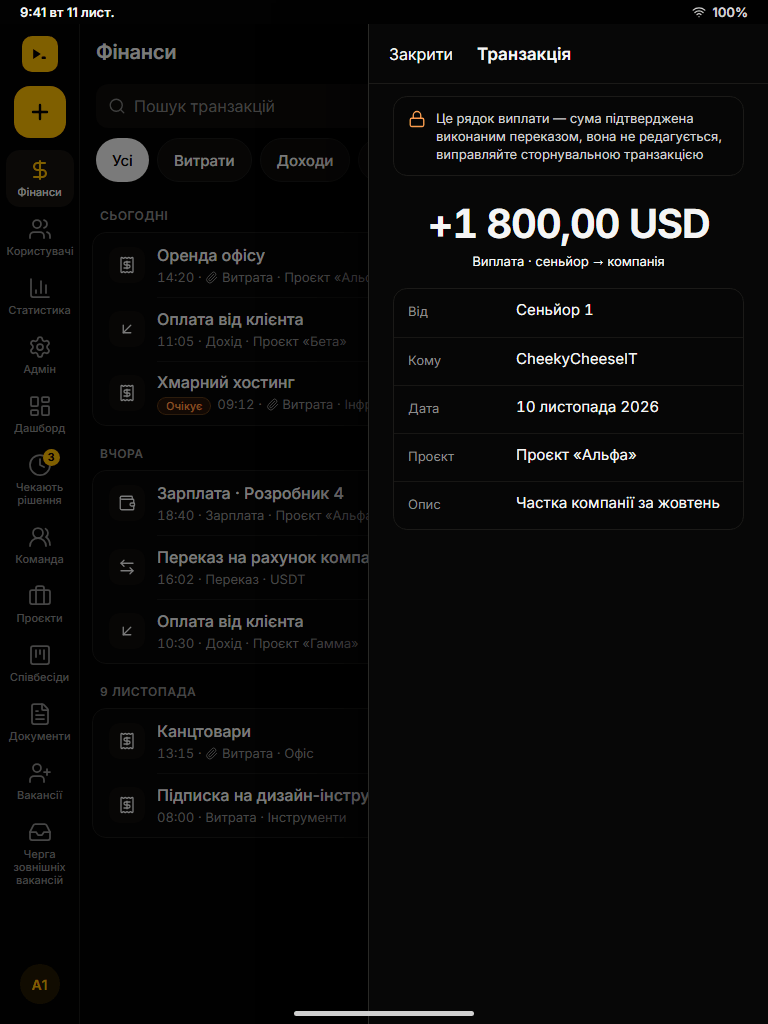 9:41 вт 11 лист.
100%
Фінанси
Користувачі
Статистика
Адмін
Дашборд
3
Чекають
рішення
Команда
Проєкти
Співбесіди
Документи
Вакансії
Черга
зовнішніх
вакансій
A1
Фінанси
Пошук транзакцій
Усі
Витрати
Доходи
СЬОГОДНІ
Оренда офісу
14:20 · Витрата · Проєкт «Аль
Оплата від клієнта
11:05 · Дохід · Проєкт «Бета»
Хмарний хостинг
Очікує 09:12 · Витрата · Інфр
ВЧОРА
Зарплата · Розробник 4
18:40 · Зарплата · Проєкт «Альфа
Переказ на рахунок компа
16:02 · Переказ · USDT
Оплата від клієнта
10:30 · Дохід · Проєкт «Гамма»
9 ЛИСТОПАДА
Канцтовари
13:15 · Витрата · Офіс
Підписка на дизайн-інстру
08:00 · Витрата · Інструменти
Закрити
Транзакція
Це рядок виплати — сума підтверджена
виконаним переказом, вона не редагується,
виправляйте сторнувальною транзакцією
+1 800,00 USD
Виплата · сеньйор → компанія
Від
Сеньйор 1
Кому
CheekyCheeseIT
Дата
10 листопада 2026
Проєкт
Проєкт «Альфа»
Опис
Частка компанії за жовтень